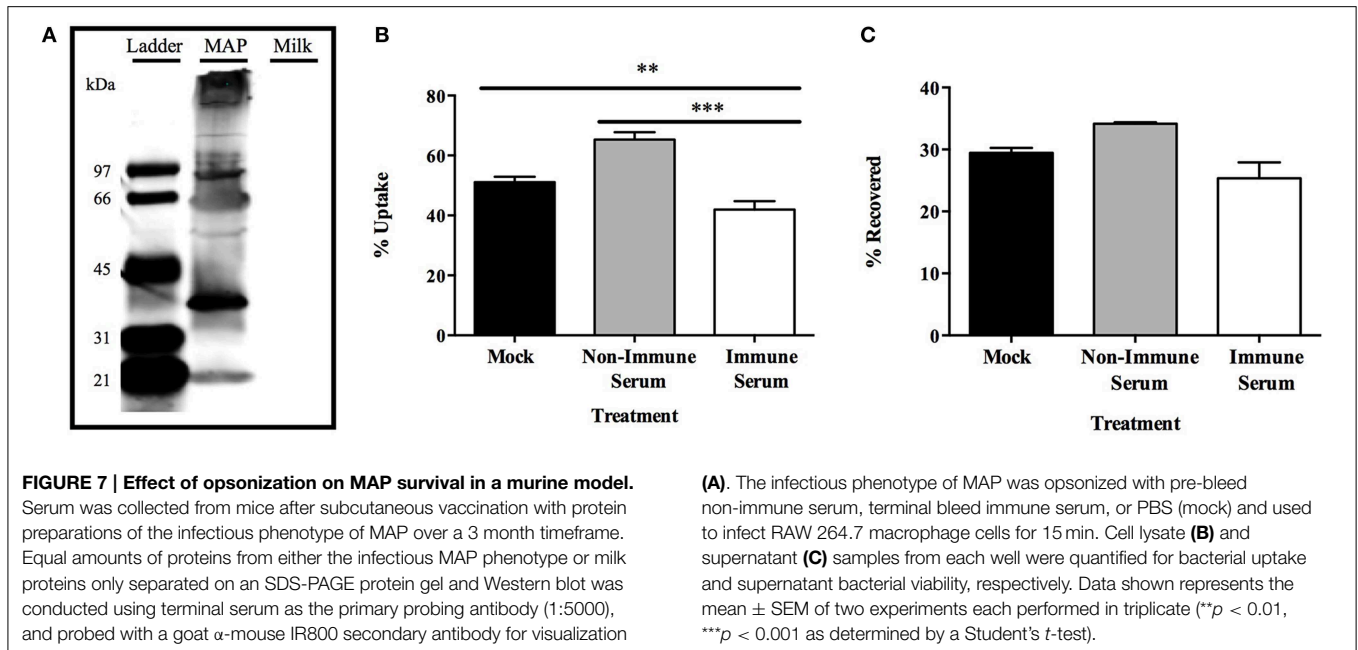 A
Ladder MAP Milk
kDa
97
66
45
31
21
B
**
***
80
60
40
20
0
% Uptake
Mock Non-Immune Serum Immune Serum
Treatment
C
40
30
20
10
0
% Recovered
Mock Non-Immune Serum Immune Serum
Treatment
FIGURE 7 | Effect of opsonization on MAP survival in a murine model.
Serum was collected from mice after subcutaneous vaccination with protein
preparations of the infectious phenotype of MAP over a 3 month timeframe.
Equal amounts of proteins from either the infectious MAP phenotype or milk
proteins only separated on an SDS-PAGE protein gel and Western blot was
conducted using terminal serum as the primary probing antibody (1:5000),
and probed with a goat α-mouse IR800 secondary antibody for visualization
(A). The infectious phenotype of MAP was opsonized with pre-bleed
non-immune serum, terminal bleed immune serum, or PBS (mock) and used
to infect RAW 264.7 macrophage cells for 15 min. Cell lysate (B) and
supernatant (C) samples from each well were quantified for bacterial uptake
and supernatant bacterial viability, respectively. Data shown represents the
mean ± SEM of two experiments each performed in triplicate (**p < 0.01,
***p < 0.001 as determined by a Student's t-test).